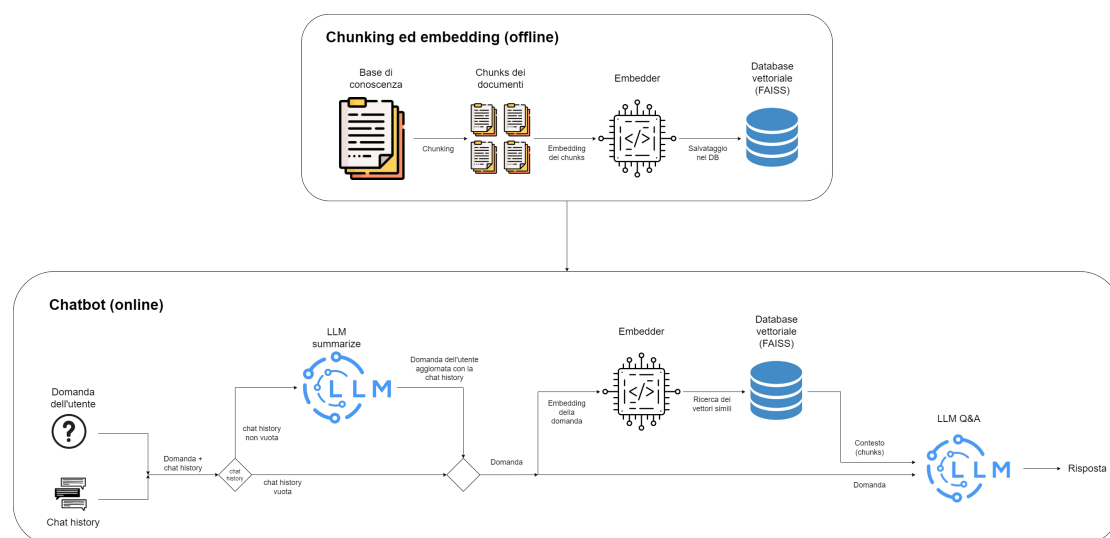 Chunking ed embedding (offline)
Base di
conoscenza
Chunking
Chunks dei
documenti
Embedding
dei chunks
Embedder
</>
Salvataggio
nel DB
Database
vettoriale
(FAISS)
Chatbot (online)
Domanda
dell'utente
?
Chat history
Domanda +
chat history
chat
history
chat history
non vuota
chat history
vuota
LLM
summarize
LLM
Domanda dell'utente
aggiornata con la
chat history
Domanda
Embedding
della
domanda
Embedder
</>
Ricerca dei
vettori simili
Database
vettoriale
(FAISS)
Contesto
(chunks)
Domanda
LLM Q&A
LLM
Risposta